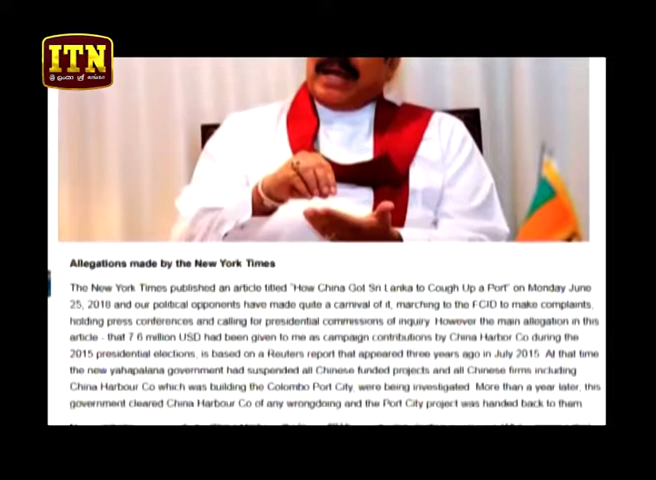 ITN
Allegations made by the New York Times
The New York Times published an article titled "How China Got Sri Lanka to Cough Up a Port" on Monday June
25, 2018 and our political opponents have made quite a carnival of it, marching to the FCID to make complaints,
holding press conferences and calling for presidential commissions of inquiry. However the main allegation in this
article - that 7.6 million USD had been given to me as campaign contributions by China Harbor Co during the
2015 presidential elections, is based on a Reuters report that appeared three years ago in July 2015. At that time
the new yahapalana government had suspended all Chinese funded projects and all Chinese firms including
China Harbour Co which was building the Colombo Port City, were being investigated. More than a year later, this
government cleared China Harbour Co of any wrongdoing and the Port City project was handed back to them